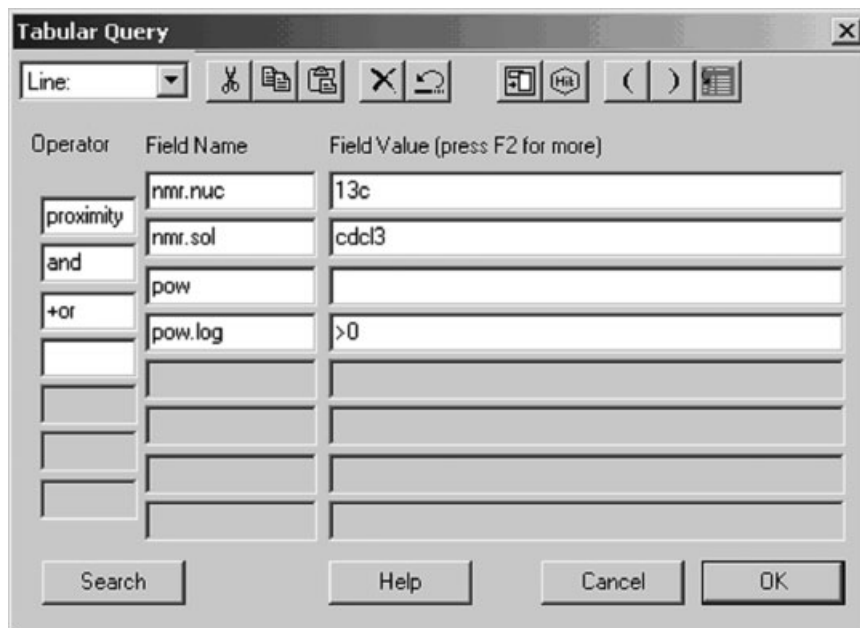 Tabular Query
Line:
Hit
( )
Operator Field Name Field Value (press F2 for more)
nmr.nuc 13c
proximity
nmr.sol cdcl3
and
pow
+or
pow.log >0
Search Help Cancel OK